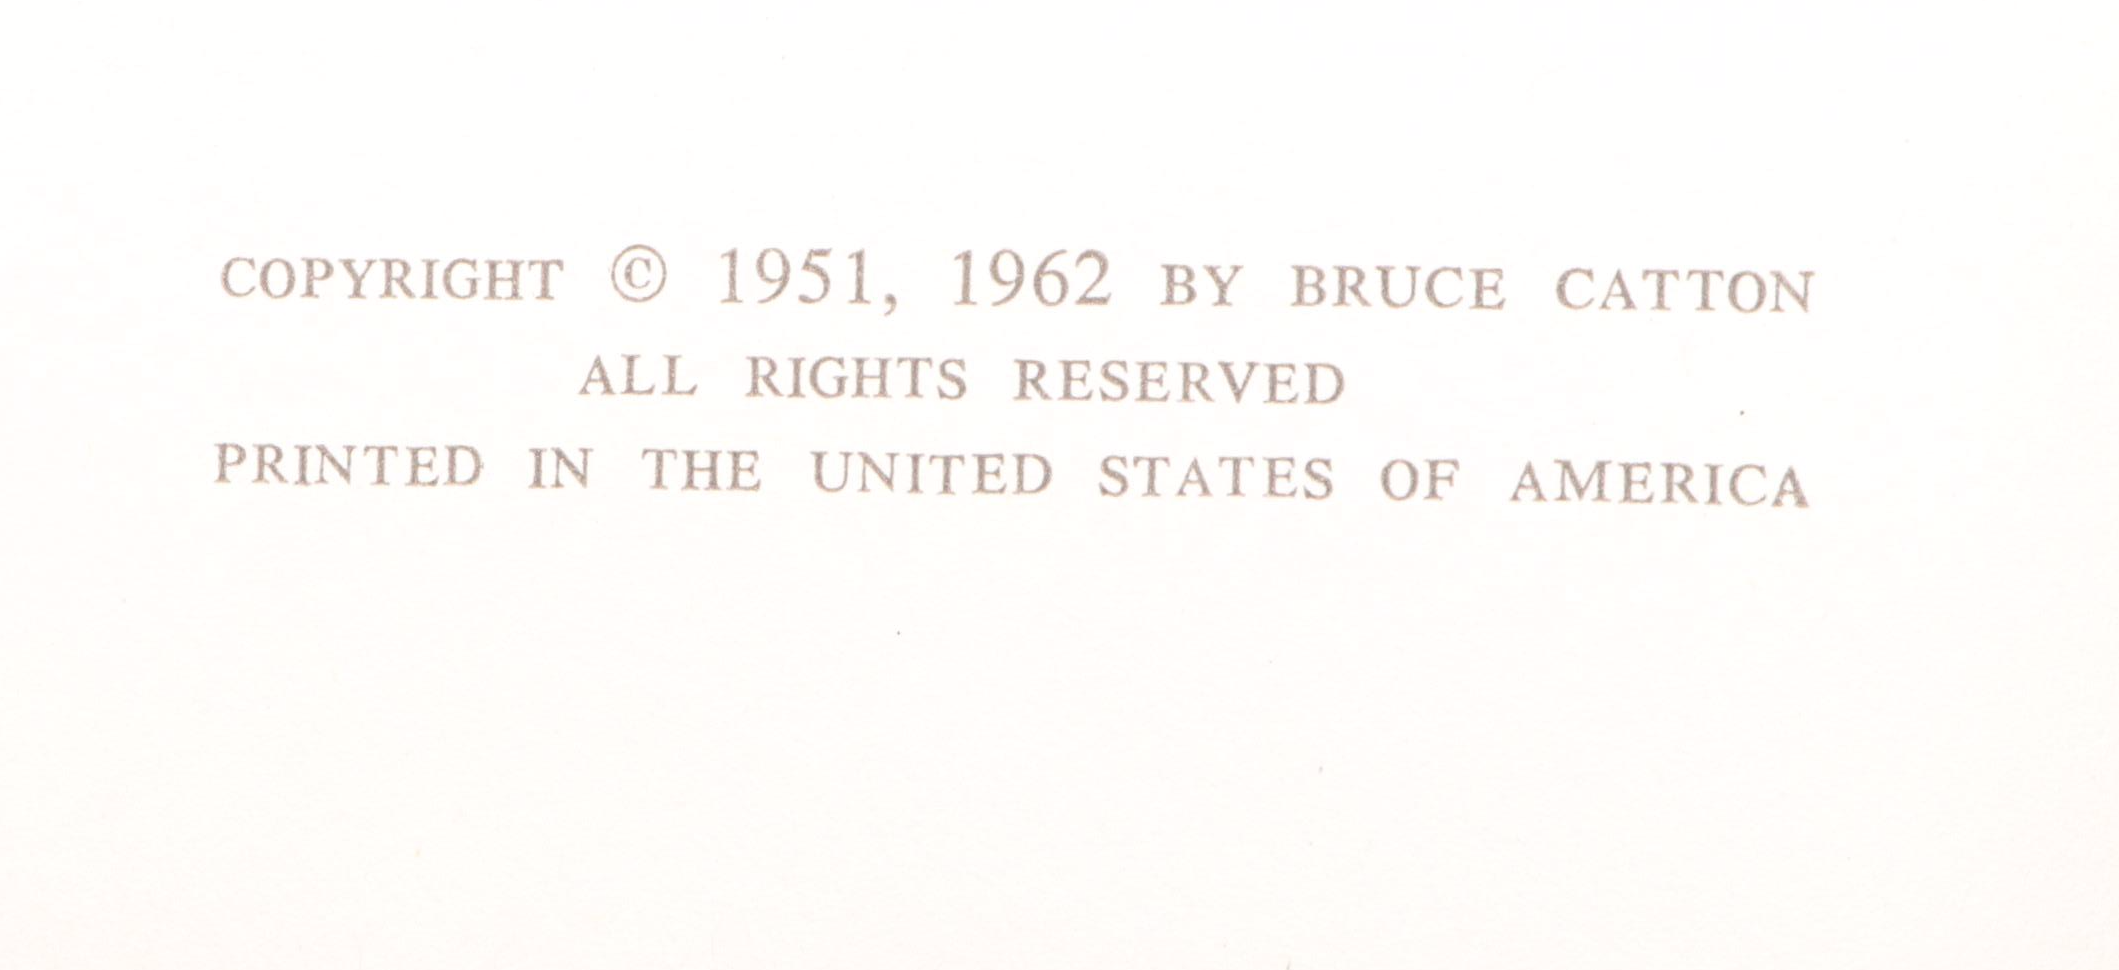 COPYRIGHT © 1951, 1962 BY BRUCE CATTON
ALL RIGHTS RESERVED
PRINTED IN THE UNITED STATES OF AMERICA